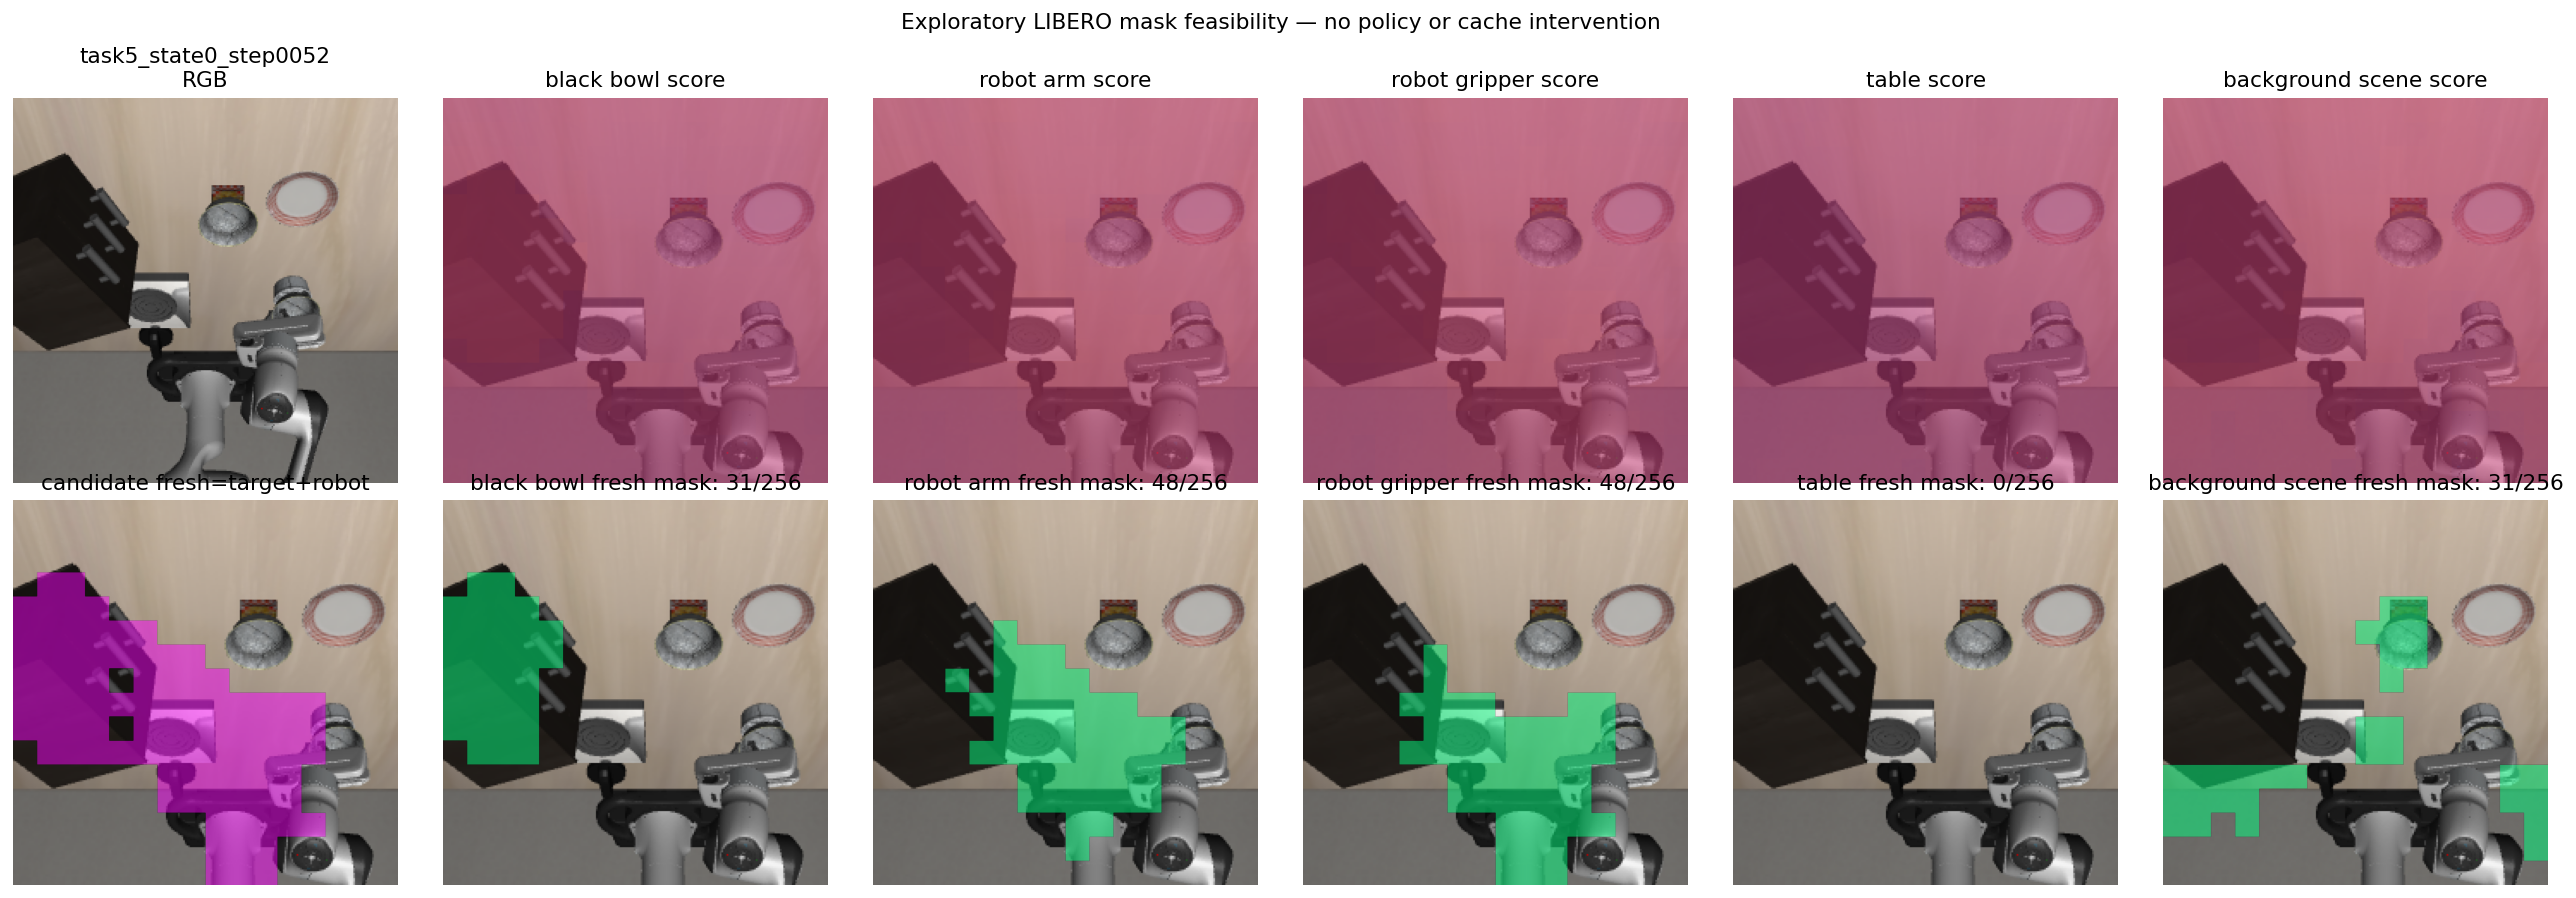 Exploratory LIBERO mask feasibility — no policy or cache intervention
task5_state0_step0052
RGB
black bowl score
robot arm score
robot gripper score
table score
background scene score
candidate fresh=target+robot
black bowl fresh mask: 31/256
robot arm fresh mask: 48/256
robot gripper fresh mask: 48/256
table fresh mask: 0/256
background scene fresh mask: 31/256